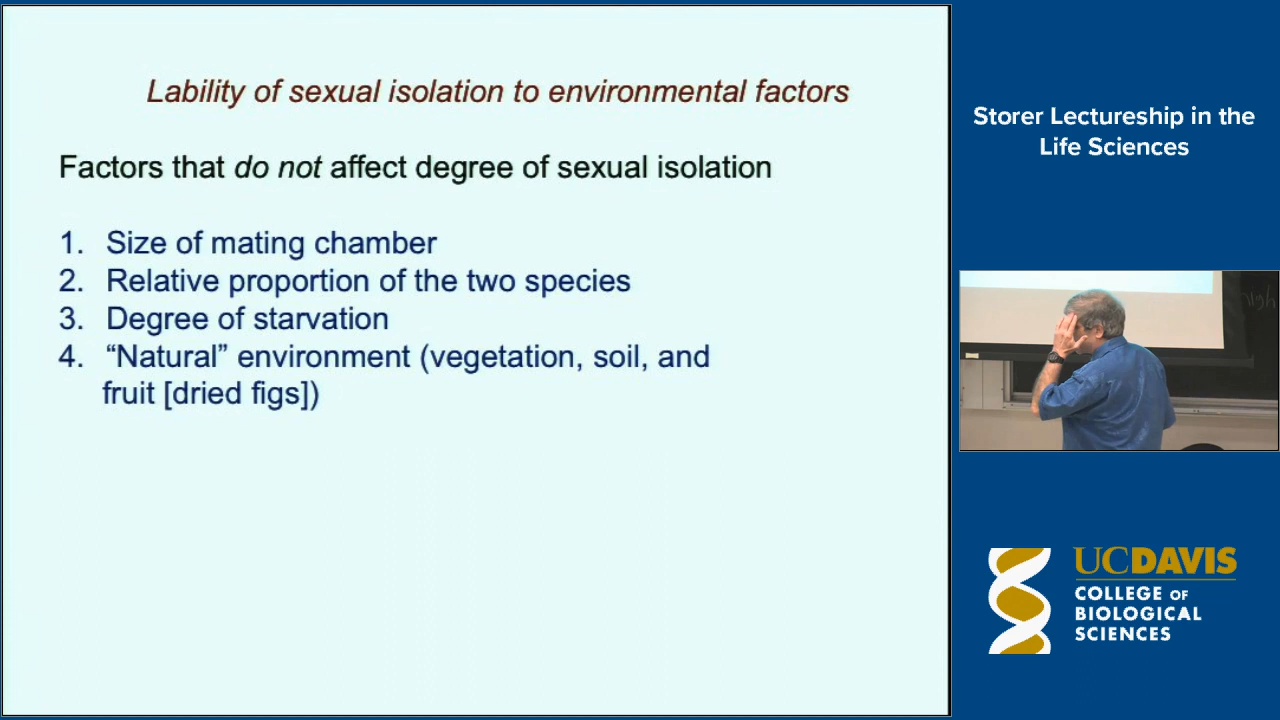 Lability of sexual isolation to environmental factors
Factors that do not affect degree of sexual isolation
1. Size of mating chamber
2. Relative proportion of the two species
3. Degree of starvation
4. “Natural” environment (vegetation, soil, and
fruit [dried figs])
Storer Lectureship in the
Life Sciences
UCDAVIS
COLLEGE OF
BIOLOGICAL
SCIENCES